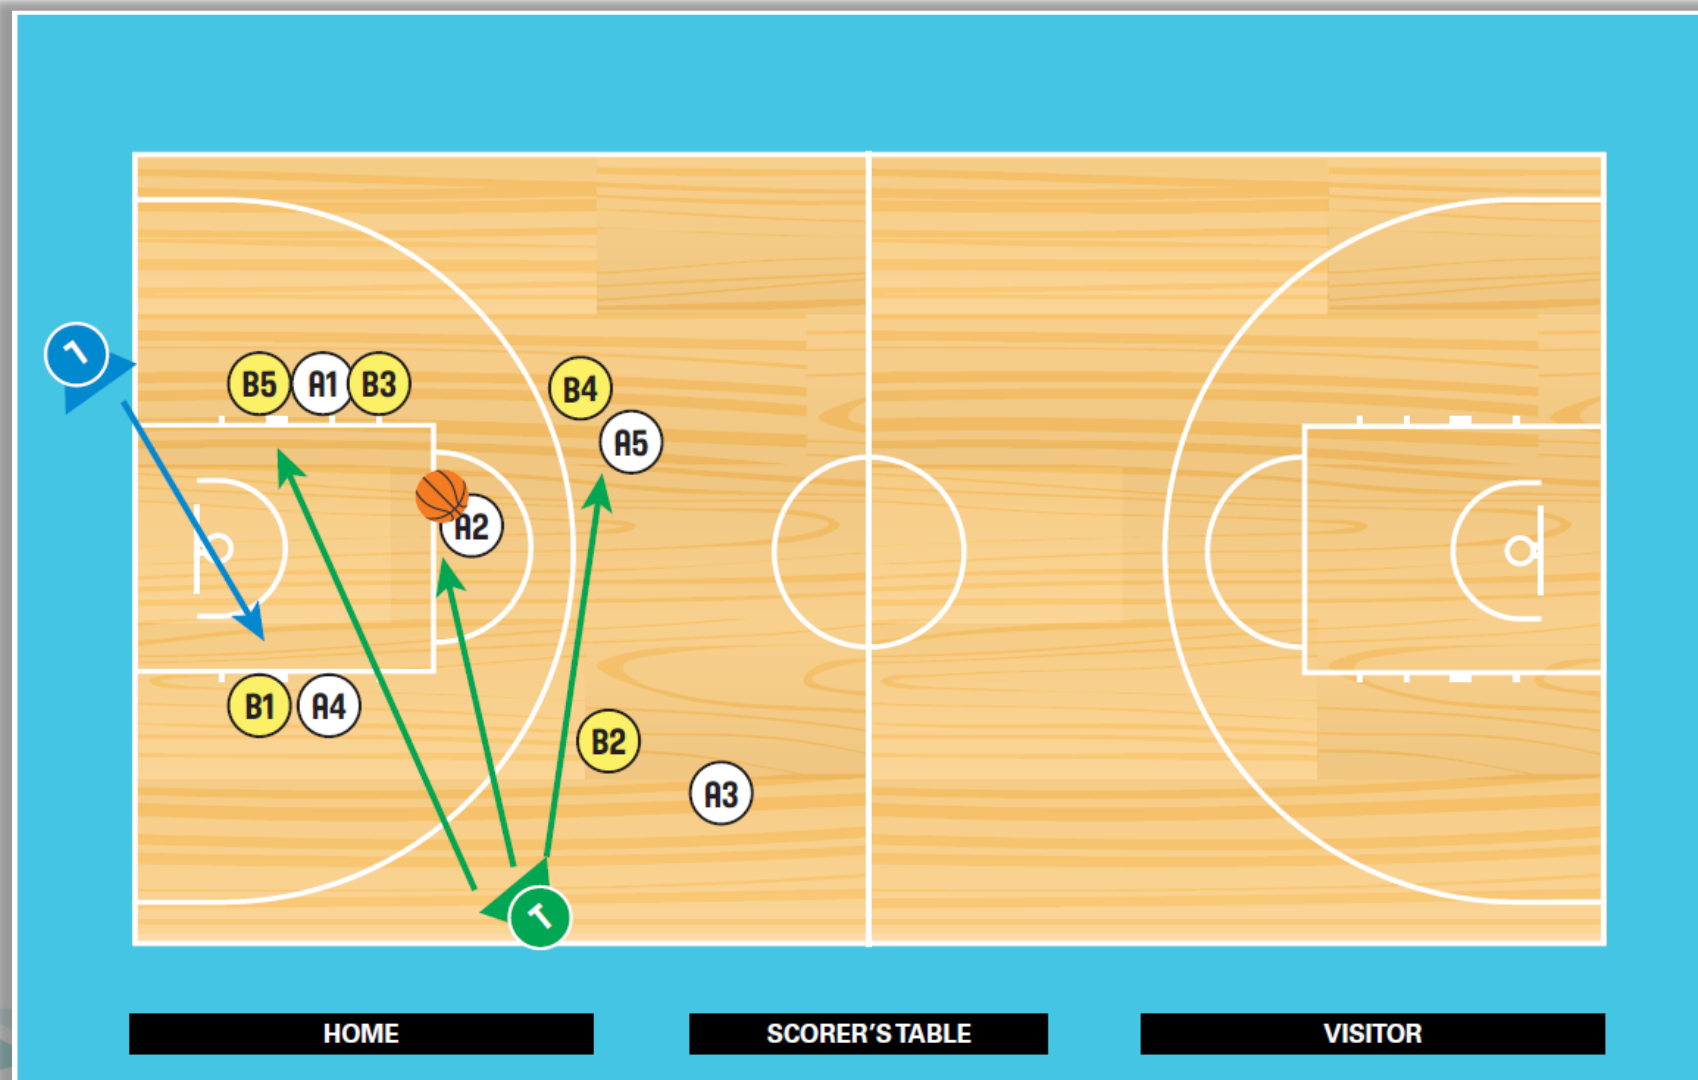 L
B5 A1 B3 B4
A5
A2
B1 A4
B2
A3
T
HOME SCORER'S TABLE VISITOR